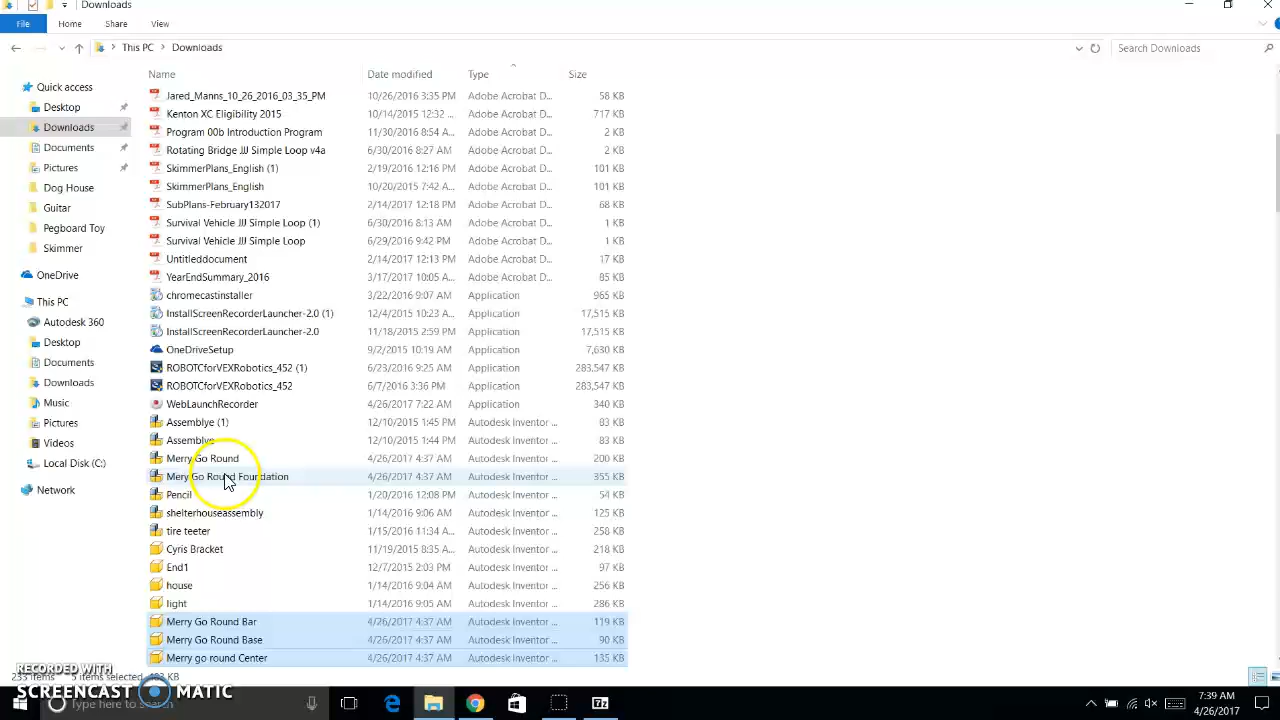 Downloads
File Home Share View
This PC Downloads Search Downloads
Name Date modified Type Size
Quick access
Desktop
Downloads
Documents
Pictures
Dog House
Guitar
Pegboard Toy
Skimmer
OneDrive
This PC
Autodesk 360
Desktop
Documents
Downloads
Music
Pictures
Videos
Local Disk (C:)
Network
Jared_Manns_10_26_2016_03_35_PM 10/26/2016 3:35 PM Adobe Acrobat D... 58 KB
Kenton XC Eligibility 2015 10/14/2015 12:32 ... Adobe Acrobat D... 717 KB
Program 00b Introduction Program 11/30/2016 8:54 A... Adobe Acrobat D... 2 KB
Rotating Bridge JJJ Simple Loop v4a 6/30/2016 8:27 AM Adobe Acrobat D... 2 KB
SkimmerPlans_English (1) 2/19/2016 12:16 PM Adobe Acrobat D... 101 KB
SkimmerPlans_English 10/20/2015 7:42 A... Adobe Acrobat D... 101 KB
SubPlans-February132017 2/14/2017 12:18 PM Adobe Acrobat D... 68 KB
Survival Vehicle JJJ Simple Loop (1) 6/30/2016 8:13 AM Adobe Acrobat D... 1 KB
Survival Vehicle JJJ Simple Loop 6/29/2016 9:42 PM Adobe Acrobat D... 1 KB
Untitleddocument 2/14/2017 12:13 PM Adobe Acrobat D... 17 KB
YearEndSummary_2016 3/17/2017 10:05 A... Adobe Acrobat D... 85 KB
chromecastinstaller 3/22/2016 9:07 AM Application 965 KB
InstallScreenRecorderLauncher-2.0 (1) 12/4/2015 10:23 A... Application 17,515 KB
InstallScreenRecorderLauncher-2.0 11/18/2015 2:59 PM Application 17,515 KB
OneDriveSetup 9/2/2015 10:19 AM Application 7,630 KB
ROBOTCforVEXRobotics_452 (1) 6/23/2016 9:25 AM Application 283,547 KB
ROBOTCforVEXRobotics_452 6/7/2016 3:36 PM Application 283,547 KB
WebLaunchRecorder 4/26/2017 7:22 AM Application 340 KB
Assemblye (1) 12/10/2015 1:45 PM Autodesk Inventor ... 83 KB
Assemblye 12/10/2015 1:44 PM Autodesk Inventor ... 83 KB
Merry Go Round 4/26/2017 4:37 AM Autodesk Inventor ... 200 KB
Mery Go Round Foundation 4/26/2017 4:37 AM Autodesk Inventor ... 355 KB
Pencil 1/20/2016 12:08 PM Autodesk Inventor ... 54 KB
shelterhouseassembly 1/14/2016 9:06 AM Autodesk Inventor ... 125 KB
tire teeter 1/15/2016 11:34 A... Autodesk Inventor ... 258 KB
Cyris Bracket 11/19/2015 8:35 A... Autodesk Inventor ... 218 KB
End1 12/7/2015 2:03 PM Autodesk Inventor ... 97 KB
house 1/14/2016 9:04 AM Autodesk Inventor ... 256 KB
light 1/14/2016 9:05 AM Autodesk Inventor ... 286 KB
Merry Go Round Bar 4/26/2017 4:37 AM Autodesk Inventor ... 119 KB
Merry Go Round Base 4/26/2017 4:37 AM Autodesk Inventor ... 90 KB
Merry go round Center 4/26/2017 4:37 AM Autodesk Inventor ... 135 KB
233 items 5 items selected KB
RECORDED WITH
SCREENCAST MATIC
Type here to search
7z
7:39 AM
4/26/2017